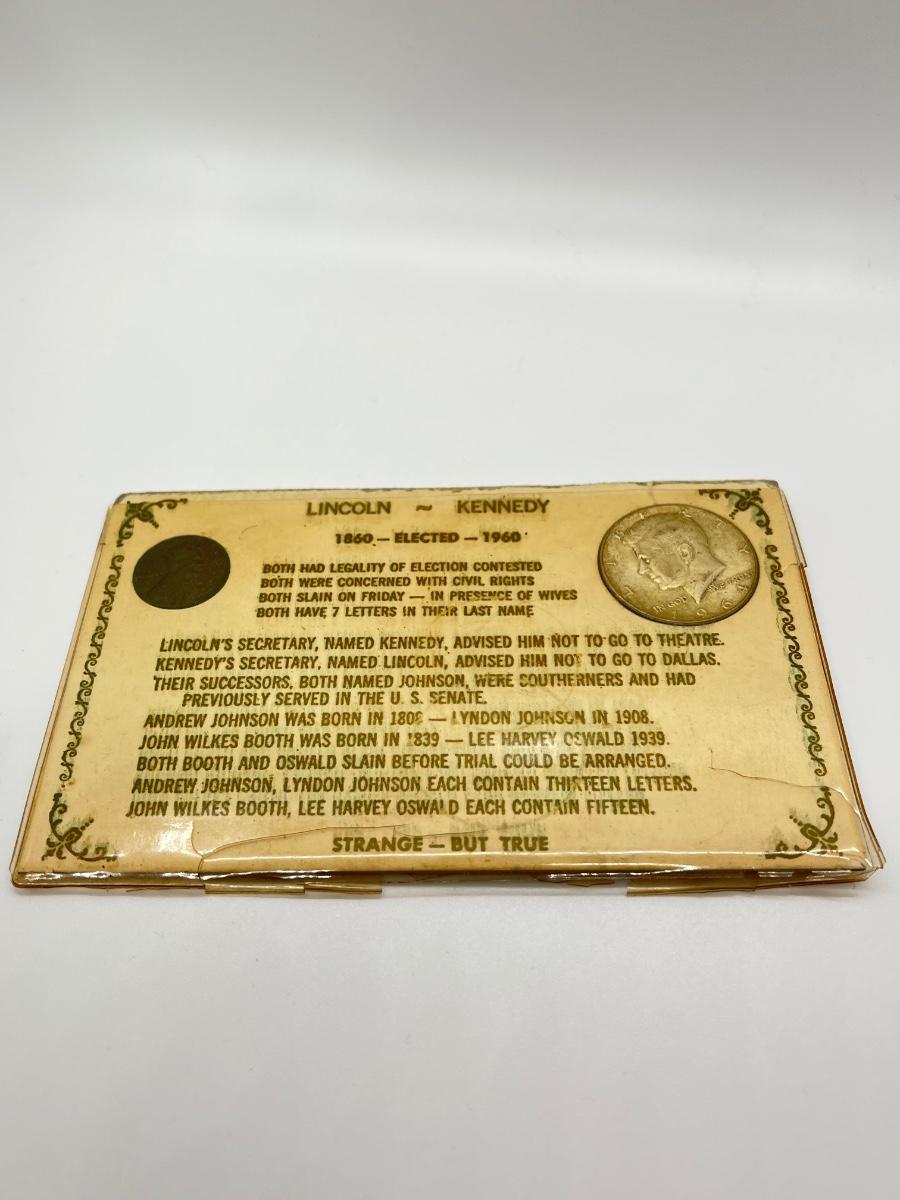 LINCOLN ~ KENNEDY
1860 — ELECTED — 1960
BOTH HAD LEGALITY OF ELECTION CONTESTED
BOTH WERE CONCERNED WITH CIVIL RIGHTS
BOTH SLAIN ON FRIDAY — IN PRESENCE OF WIVES
BOTH HAVE 7 LETTERS IN THEIR LAST NAME
LINCOLN'S SECRETARY, NAMED KENNEDY, ADVISED HIM NOT TO GO TO THEATRE.
KENNEDY'S SECRETARY, NAMED LINCOLN, ADVISED HIM NOT TO GO TO DALLAS.
THEIR SUCCESSORS, BOTH NAMED JOHNSON, WERE SOUTHERNERS AND HAD
PREVIOUSLY SERVED IN THE U. S. SENATE.
ANDREW JOHNSON WAS BORN IN 1808 — LYNDON JOHNSON IN 1908.
JOHN WILKES BOOTH WAS BORN IN 1839 — LEE HARVEY OSWALD 1939.
BOTH BOOTH AND OSWALD SLAIN BEFORE TRIAL COULD BE ARRANGED.
ANDREW JOHNSON, LYNDON JOHNSON EACH CONTAIN THIRTEEN LETTERS.
JOHN WILKES BOOTH, LEE HARVEY OSWALD EACH CONTAIN FIFTEEN.
STRANGE — BUT TRUE
LIBERTY
IN GOD WE TRUST